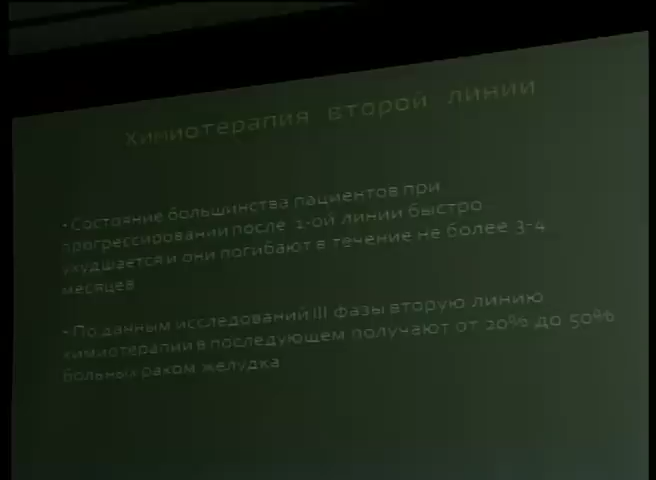 Химиотерапия второй линии
• Состояние большинства пациентов при
прогрессировании после 1-ой линии быстро
ухудшается и они погибают в течение не более 3-4
месяцев
• По данным исследований III фазы вторую линию
химиотерапии в последующем получают от 20% до 50%
больных раком желудка